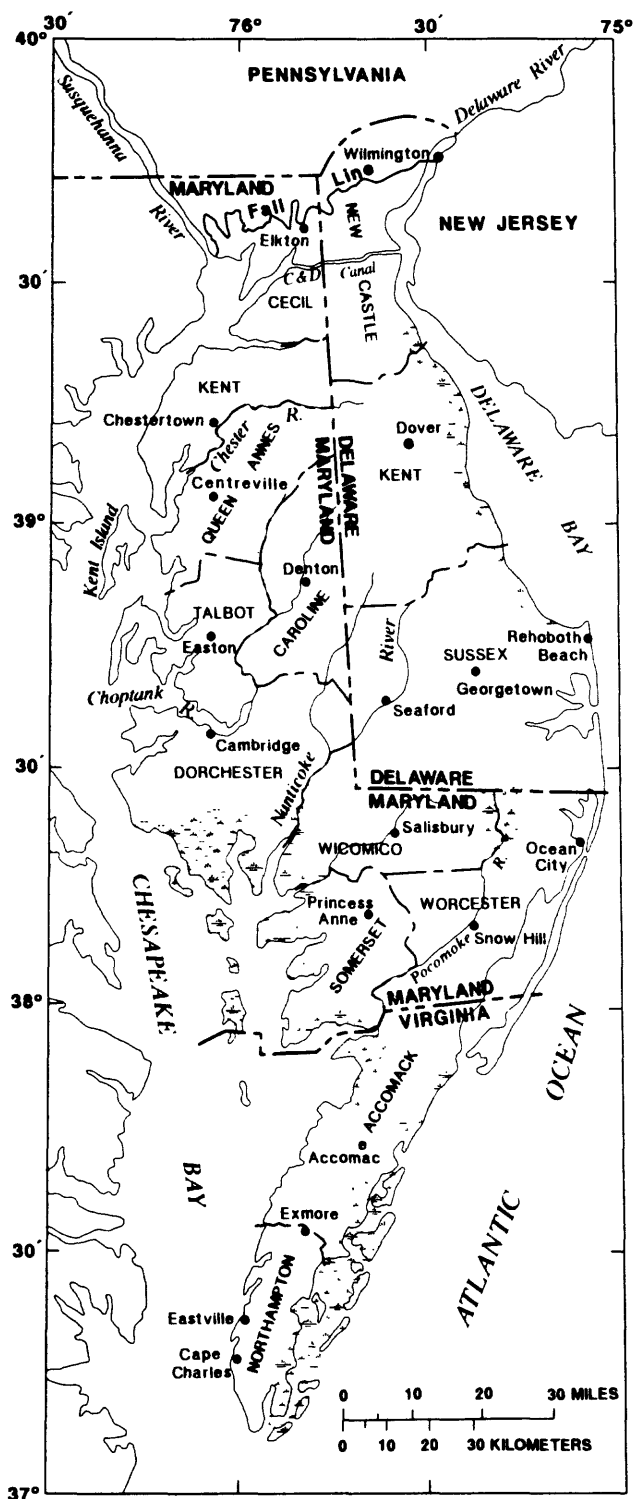 30´ 76° 30´ 75°
40°
PENNSYLVANIA
Susquehanna
River
Delaware River
Wilmington
MARYLAND
Fall Lin
Elkton
NEW
CASTLE
NEW JERSEY
30´
C & D Canal
CECIL
KENT
Chestertown
Chester R.
QUEEN ANNES
Centreville
DELAWARE
MARYLAND
Dover
KENT
DELAWARE
BAY
39°
Kent Island
Denton
TALBOT
CAROLINE
Easton
River
Rehoboth
Beach
SUSSEX
Georgetown
Choptank
R.
Seaford
Cambridge
30´
DORCHESTER
Nanticoke
DELAWARE
MARYLAND
Salisbury
WICOMICO
Ocean
City
R.
CHESAPEAKE
Princess
Anne
WORCESTER
SOMERSET
Snow Hill
Pocomoke
38°
MARYLAND
VIRGINIA
OCEAN
ACCOMACK
Accomac
BAY
Exmore
30´
ATLANTIC
NORTHAMPTON
Eastville
Cape
Charles
0 10 20 30 MILES
0 10 20 30 KILOMETERS
37°